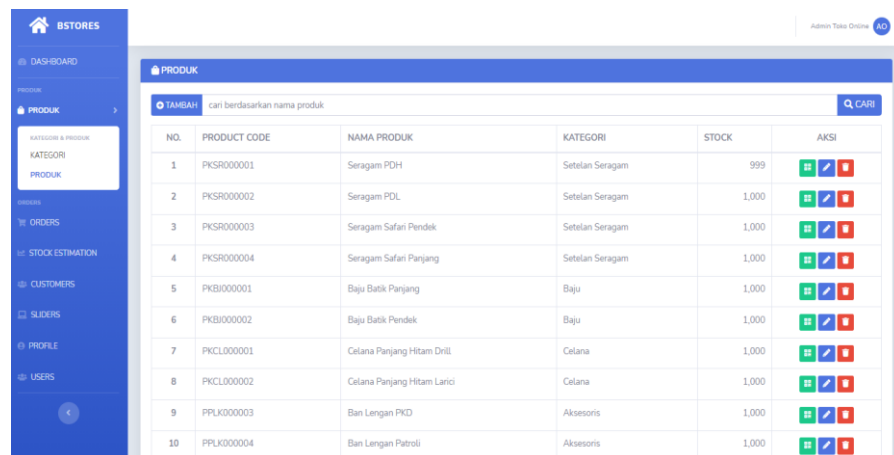 BSTORES
Admin Toko Online AO
DASHBOARD
PRODUK
PRODUK
KATEGORI & PRODUK
KATEGORI
PRODUK
ORDERS
ORDERS
STOCK ESTIMATION
CUSTOMERS
SLIDERS
PROFILE
USERS
PRODUK
TAMBAH cari berdasarkan nama produk CARI
NO. PRODUCT CODE NAMA PRODUK KATEGORI STOCK AKSI
1 PKSR000001 Seragam PDH Setelan Seragam 999
2 PKSR000002 Seragam PDL Setelan Seragam 1,000
3 PKSR000003 Seragam Safari Pendek Setelan Seragam 1,000
4 PKSR000004 Seragam Safari Panjang Setelan Seragam 1,000
5 PKBJ000001 Baju Batik Panjang Baju 1,000
6 PKBJ000002 Baju Batik Pendek Baju 1,000
7 PKCL000001 Celana Panjang Hitam Drill Celana 1,000
8 PKCL000002 Celana Panjang Hitam Larici Celana 1,000
9 PPLK000003 Ban Lengan PKD Aksesoris 1,000
10 PPLK000004 Ban Lengan Patroli Aksesoris 1,000